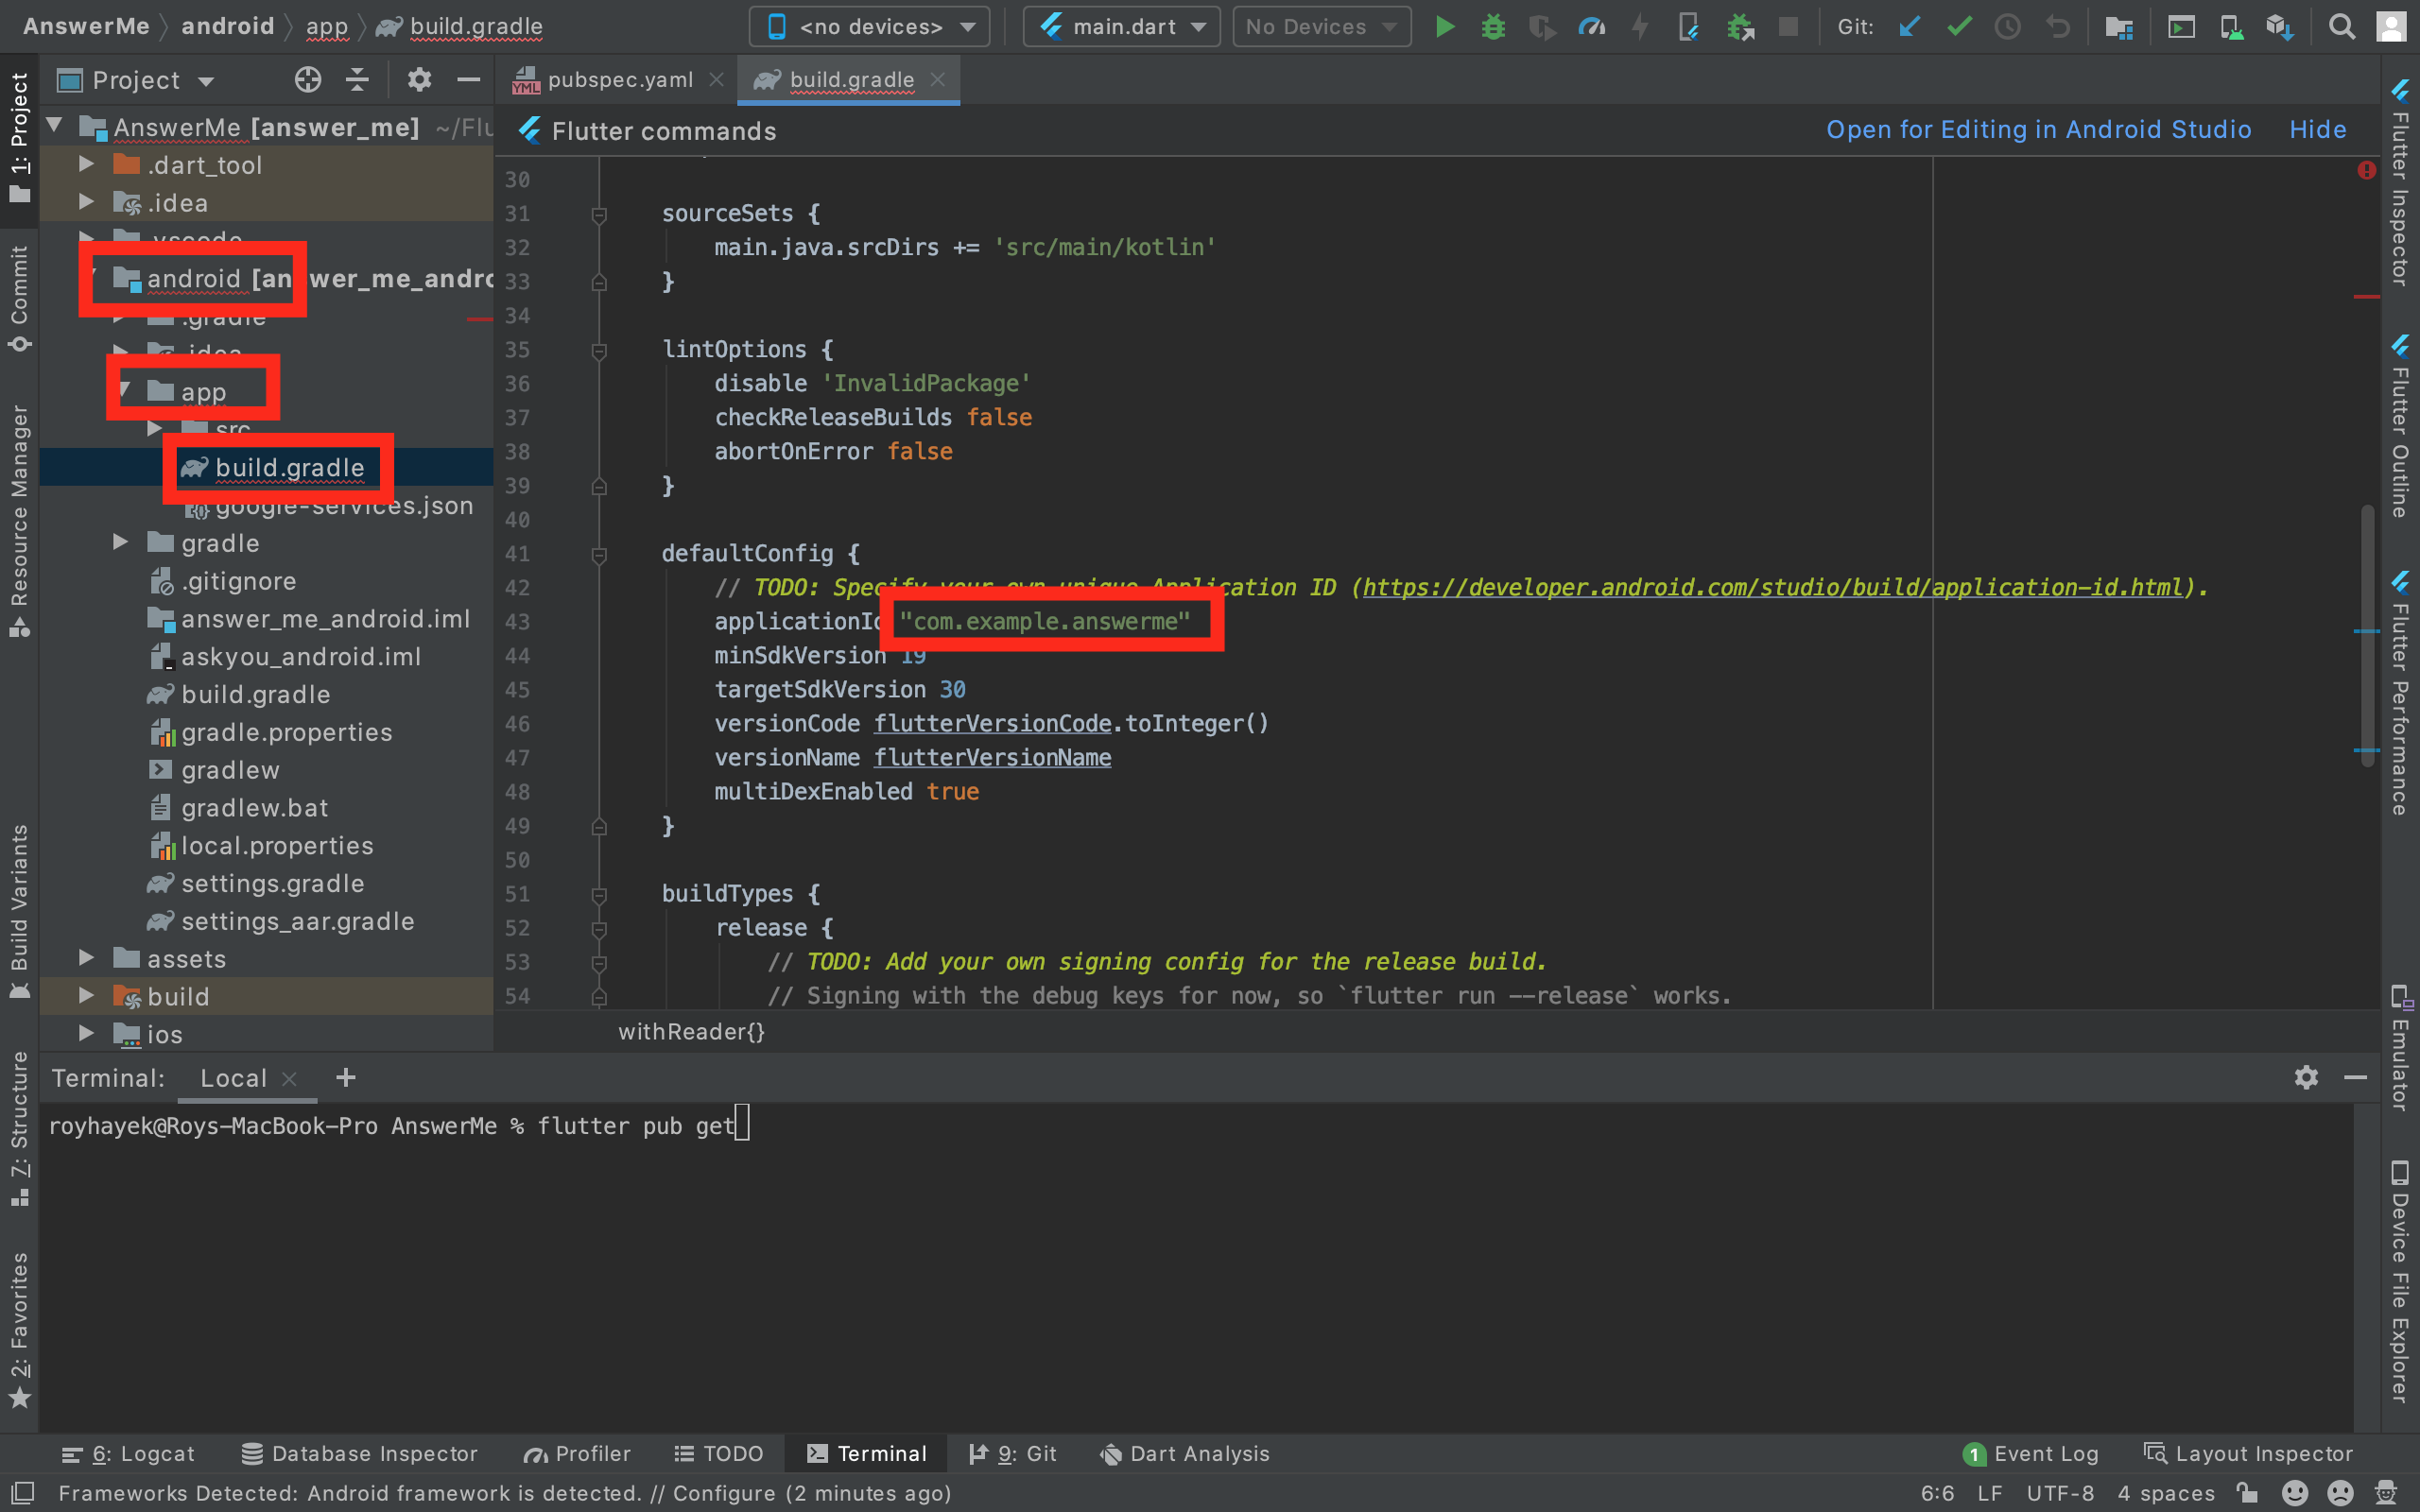 AnswerMe android app build.gradle
<no devices> main.dart No Devices Git:
1: Project
Commit
Resource Manager
Build Variants
7: Structure
2: Favorites
Project
AnswerMe [answer_me] ~/Flu
.dart_tool
.idea
.vscode
android [answer_me_andro
.gradle
.idea
app
src
build.gradle
google-services.json
gradle
.gitignore
answer_me_android.iml
askyou_android.iml
build.gradle
gradle.properties
gradlew
gradlew.bat
local.properties
settings.gradle
settings_aar.gradle
assets
build
ios
pubspec.yaml build.gradle
Flutter commands Open for Editing in Android Studio Hide
30
31 sourceSets {
32 main.java.srcDirs += 'src/main/kotlin'
33 }
34
35 lintOptions {
36 disable 'InvalidPackage'
37 checkReleaseBuilds false
38 abortOnError false
39 }
40
41 defaultConfig {
42 // TODO: Specify your own unique Application ID (https://developer.android.com/studio/build/application-id.html).
43 applicationId "com.example.answerme"
44 minSdkVersion 19
45 targetSdkVersion 30
46 versionCode flutterVersionCode.toInteger()
47 versionName flutterVersionName
48 multiDexEnabled true
49 }
50
51 buildTypes {
52 release {
53 // TODO: Add your own signing config for the release build.
54 // Signing with the debug keys for now, so `flutter run --release` works.
withReader{}
Flutter Inspector
Flutter Outline
Flutter Performance
Emulator
Device File Explorer
Terminal: Local
royhayek@Roys-MacBook-Pro AnswerMe % flutter pub get
6: Logcat Database Inspector Profiler TODO Terminal 9: Git Dart Analysis 1 Event Log Layout Inspector
Frameworks Detected: Android framework is detected. // Configure (2 minutes ago) 6:6 LF UTF-8 4 spaces